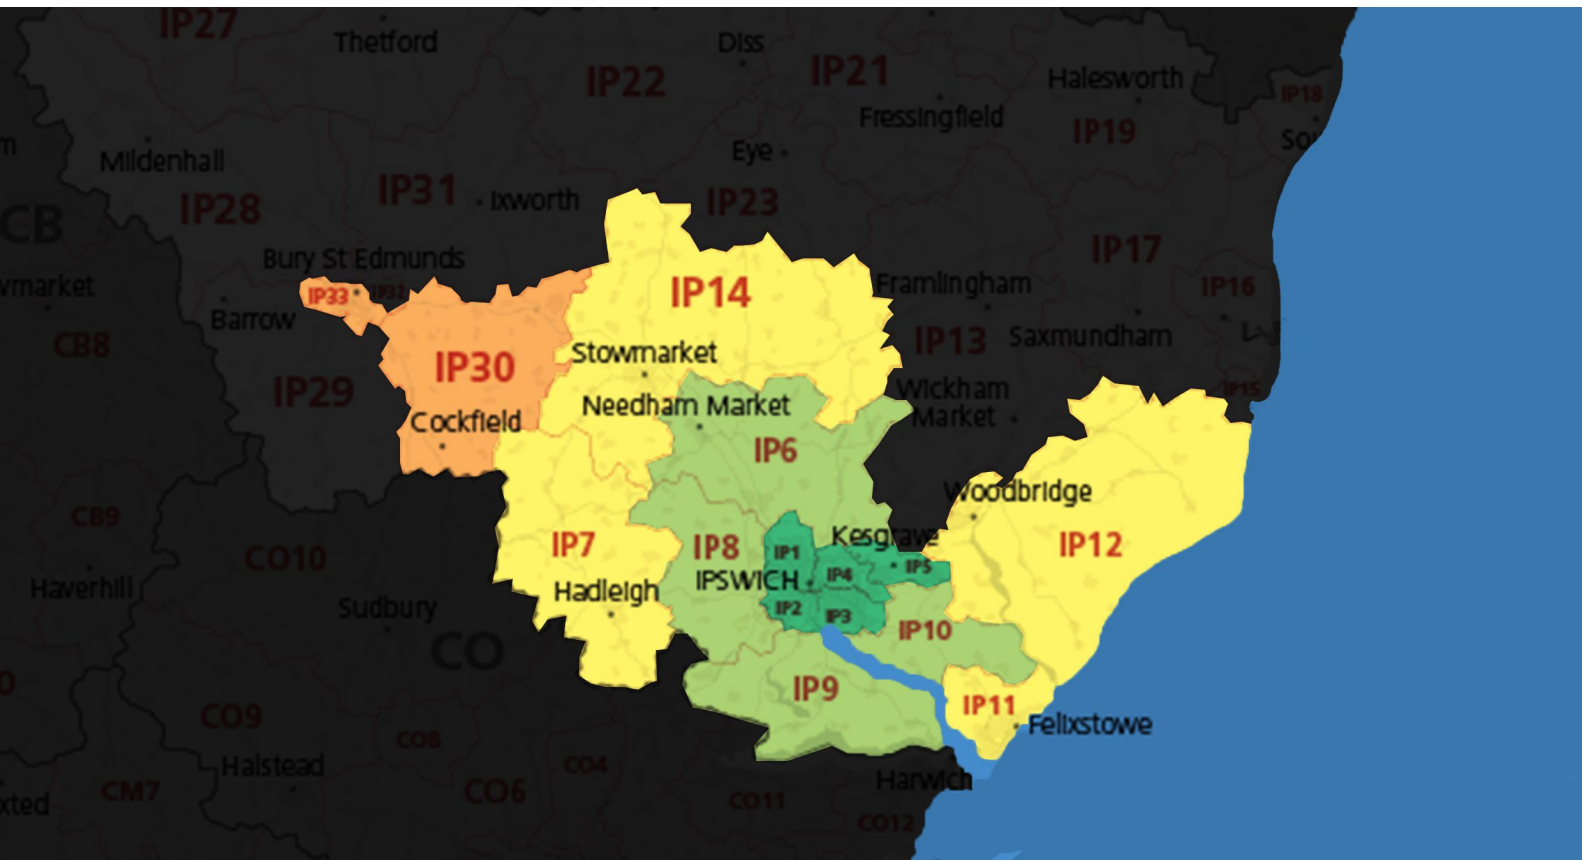 IP27
Thetford
Diss
IP22
IP21
Halesworth
IP18
Fressingfield
IP19
Mildenhall
Eye
IP31
Ixworth
IP28
IP23
CB
Bury St Edmunds
IP17
IP14
Framlingham
IP16
IP33
IP32
Barrow
IP13
Saxmundham
CB8
Stowmarket
IP30
IP29
Wickham
Market
IP15
Needham Market
Cockfield
IP6
Woodbridge
CB9
CO10
IP7
IP8
IP1
Kesgrave
IP12
IP4
IP5
IPSWICH
Haverhill
Hadleigh
Sudbury
IP2
IP3
IP10
CO
IP9
IP11
CO9
Felixstowe
CO8
Halstead
CO4
Harwich
CM7
CO6
CO11
CO12